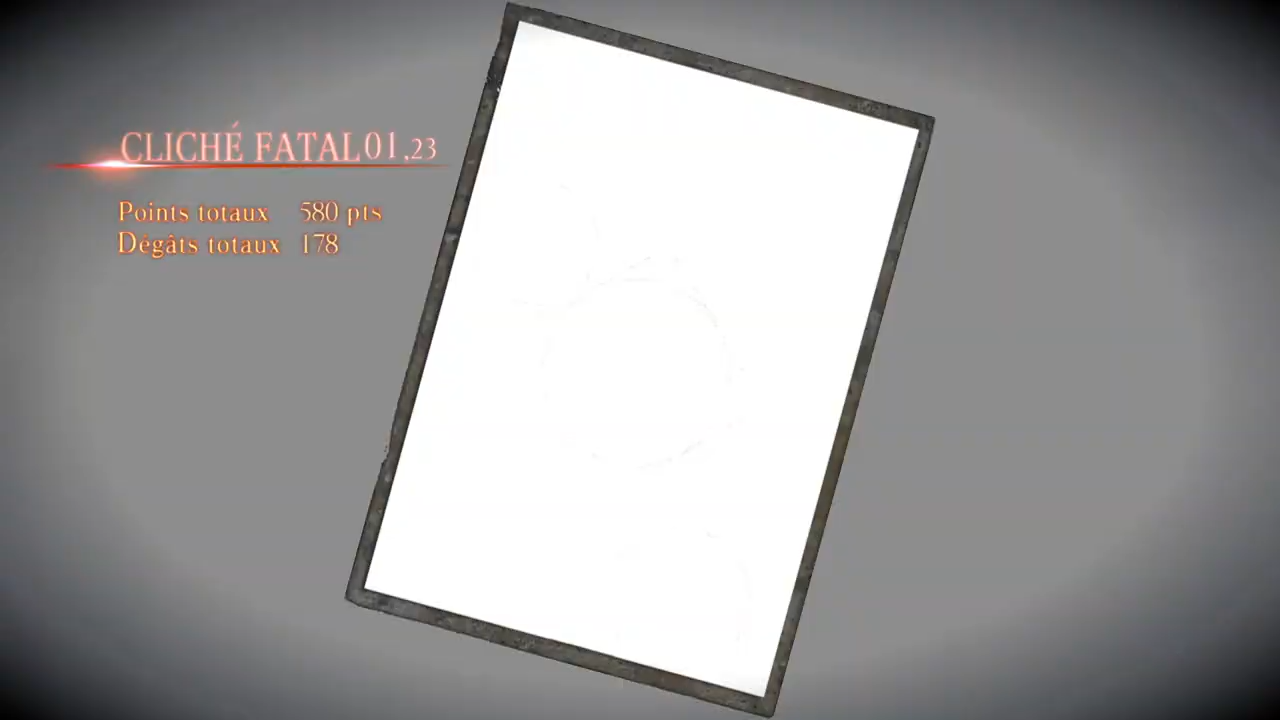 CLICHÉ FATAL 01,23
Points totaux 580 pts
Dégâts totaux 178